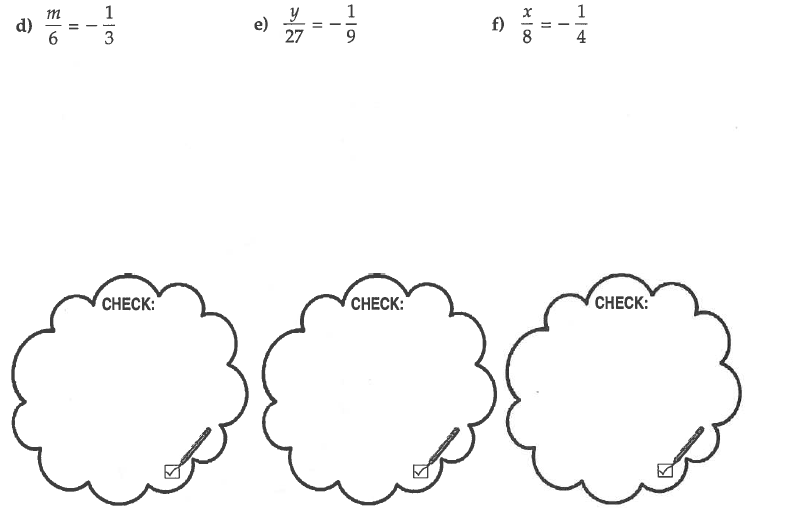 d) m/6 = - 1/3
e) y/27 = - 1/9
f) x/8 = - 1/4
CHECK:
CHECK:
CHECK: